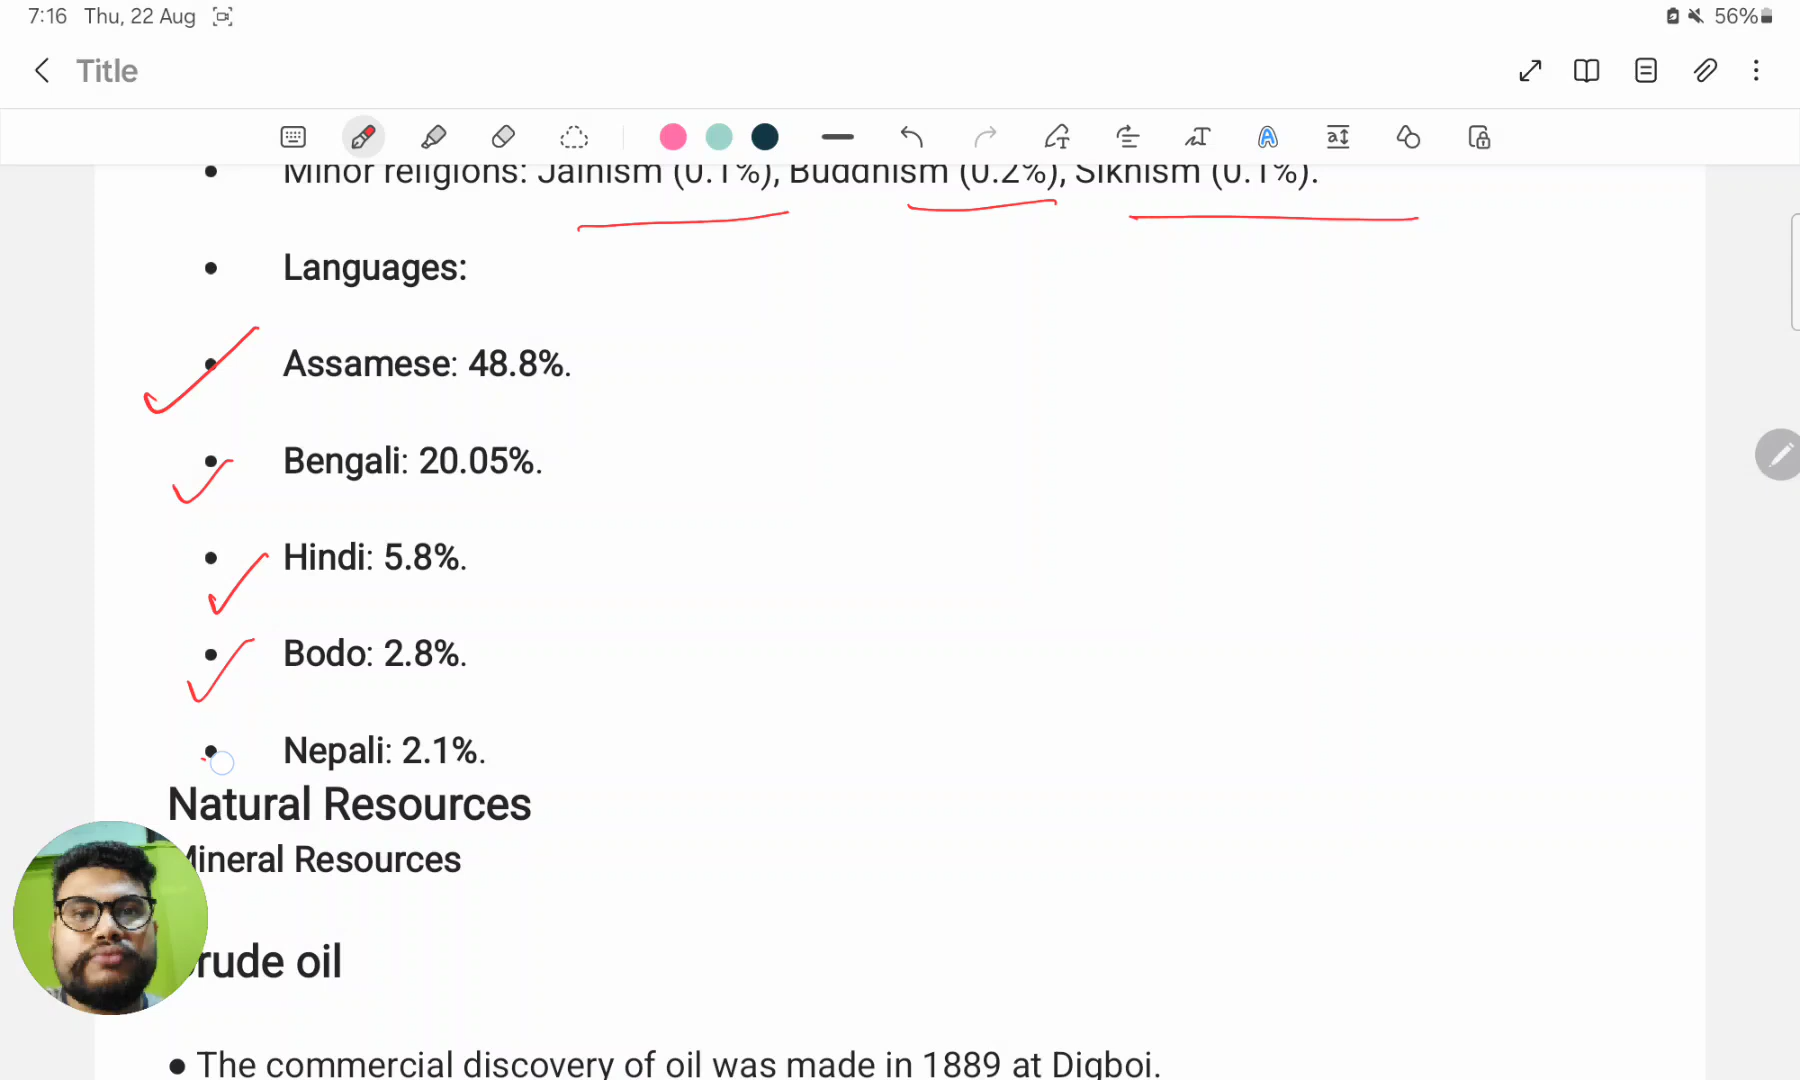 7:16 Thu, 22 Aug 56%
Title
Minor religions: Jainism (0.1%), Buddhism (0.2%), Sikhism (0.1%).
Languages:
Assamese: 48.8%.
Bengali: 20.05%.
Hindi: 5.8%.
Bodo: 2.8%.
Nepali: 2.1%.
Natural Resources
Mineral Resources
rude oil
The commercial discovery of oil was made in 1889 at Digboi.